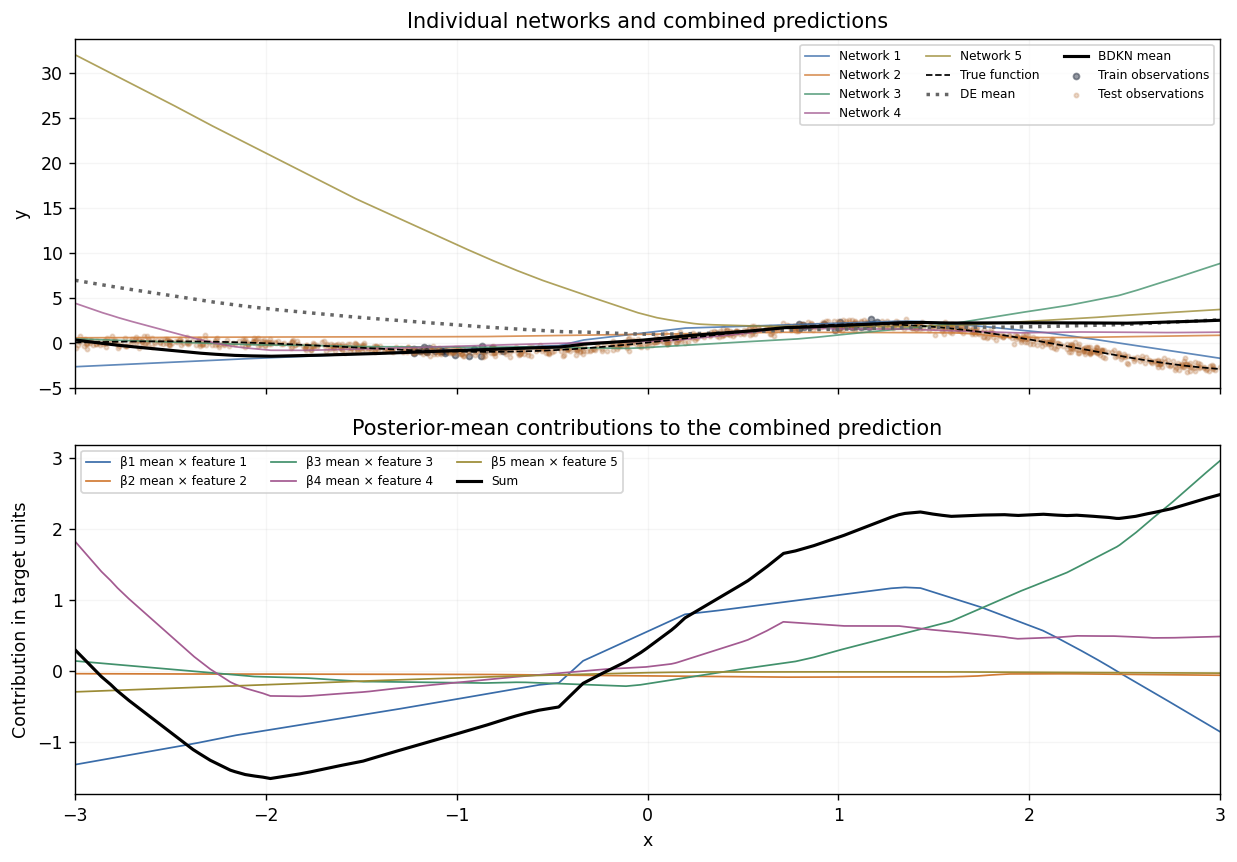 Individual networks and combined predictions
30
25
20
15
10
5
0
−5
y
Network 1
Network 2
Network 3
Network 4
Network 5
True function
DE mean
BDKN mean
Train observations
Test observations
Posterior-mean contributions to the combined prediction
3
2
1
0
−1
Contribution in target units
β1 mean × feature 1
β2 mean × feature 2
β3 mean × feature 3
β4 mean × feature 4
β5 mean × feature 5
Sum
−3 −2 −1 0 1 2 3
x